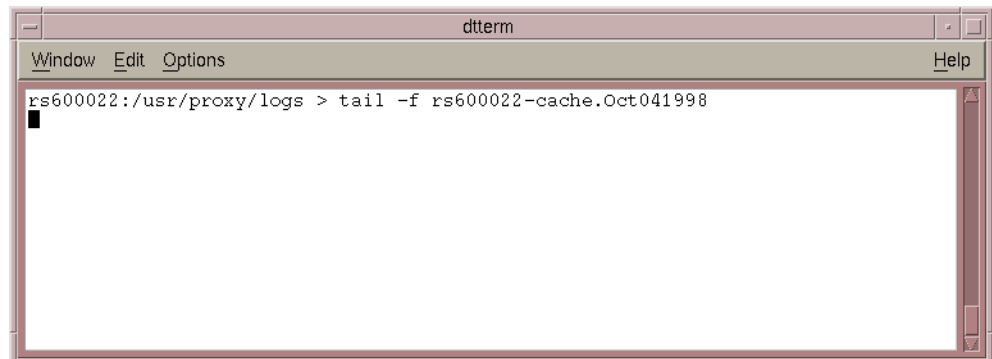 dtterm
Window Edit Options Help
rs600022:/usr/proxy/logs > tail -f rs600022-cache.Oct041998